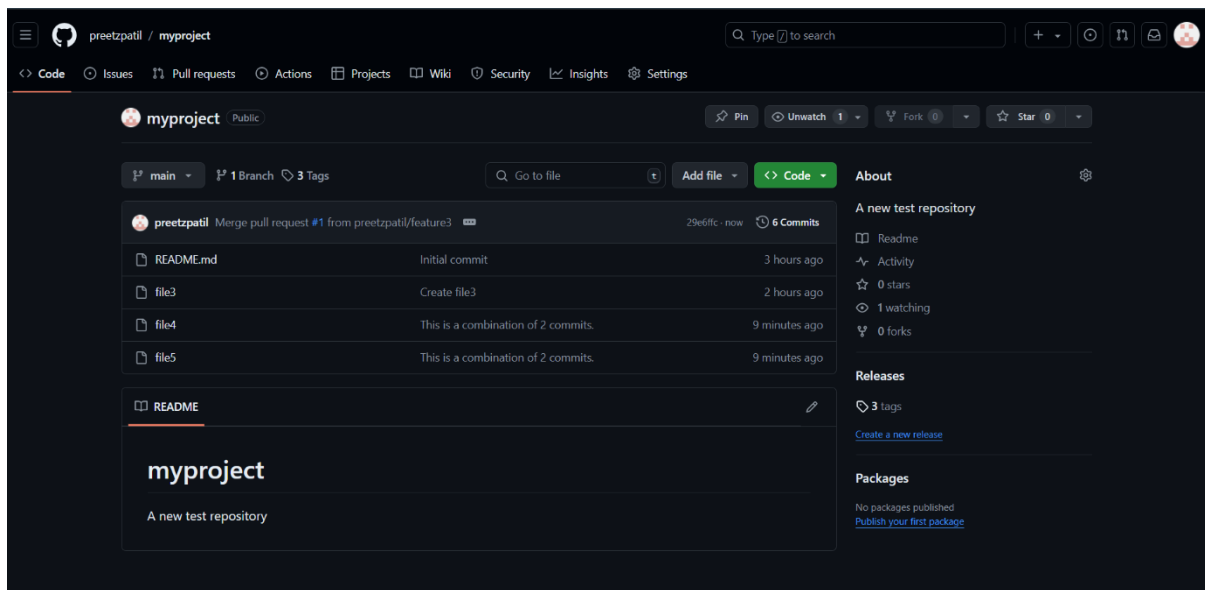 preetzpatil / myproject
Type / to search
Code Issues Pull requests Actions Projects Wiki Security Insights Settings
myproject Public
Pin Unwatch 1 Fork 0 Star 0
main 1 Branch 3 Tags Go to file t Add file Code
preetzpatil Merge pull request #1 from preetzpatil/feature3 29e6ffc · now 6 Commits
README.md Initial commit 3 hours ago
file3 Create file3 2 hours ago
file4 This is a combination of 2 commits. 9 minutes ago
file5 This is a combination of 2 commits. 9 minutes ago
README
myproject
A new test repository
About
A new test repository
Readme
Activity
0 stars
1 watching
0 forks
Releases
3 tags
Create a new release
Packages
No packages published
Publish your first package